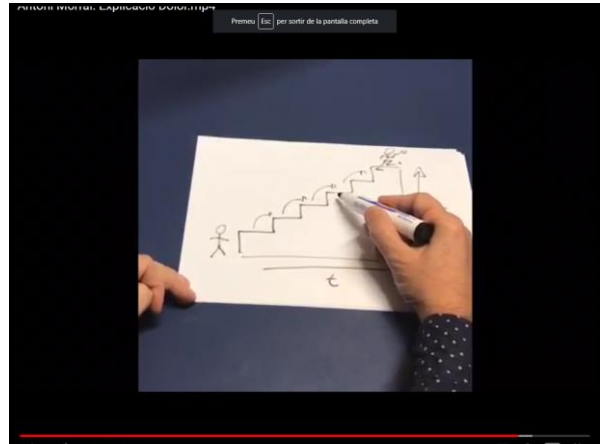 Antoni Morral. Explicació Dolor.mp4
Premeu Esc per sortir de la pantalla completa
t